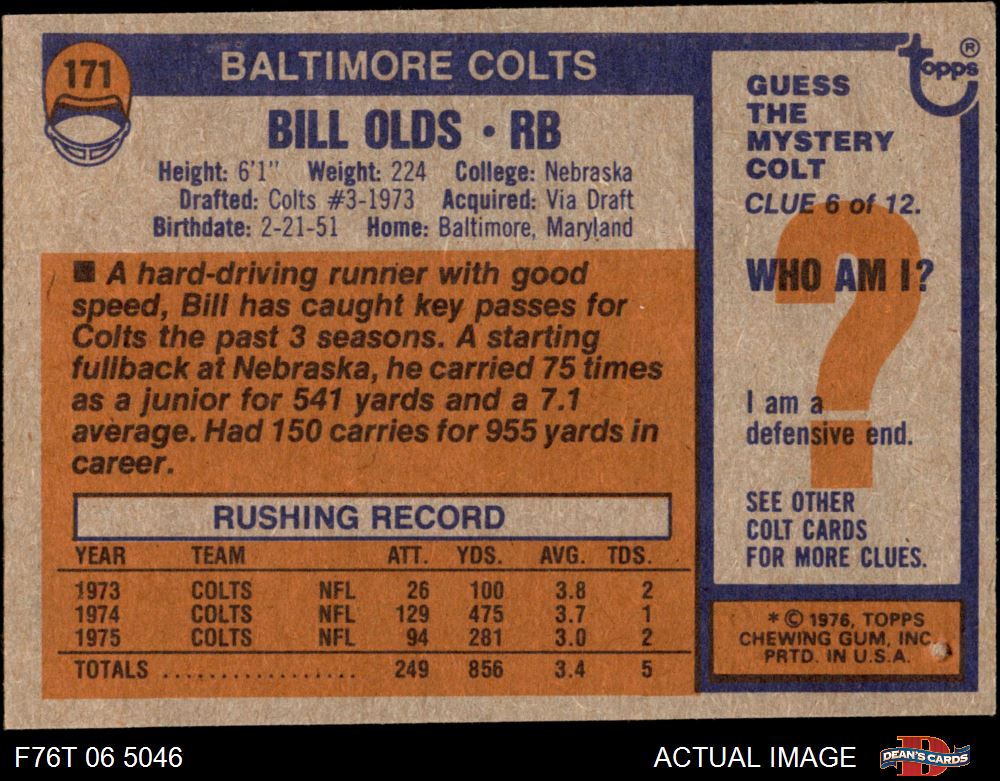 171
BALTIMORE COLTS
BILL OLDS • RB
Height: 6'1" Weight: 224 College: Nebraska
Drafted: Colts #3-1973 Acquired: Via Draft
Birthdate: 2-21-51 Home: Baltimore, Maryland
■ A hard-driving runner with good
speed, Bill has caught key passes for
Colts the past 3 seasons. A starting
fullback at Nebraska, he carried 75 times
as a junior for 541 yards and a 7.1
average. Had 150 carries for 955 yards in
career.
RUSHING RECORD
YEAR TEAM ATT. YDS. AVG. TDS.
1973 COLTS NFL 26 100 3.8 2
1974 COLTS NFL 129 475 3.7 1
1975 COLTS NFL 94 281 3.0 2
TOTALS ................. 249 856 3.4 5
Topps ®
GUESS
THE
MYSTERY
COLT
CLUE 6 of 12.
?
WHO AM I?
I am a
defensive end.
SEE OTHER
COLT CARDS
FOR MORE CLUES.
* © 1976, TOPPS
CHEWING GUM, INC.
PRTD. IN U.S.A.
F76T 06 5046
ACTUAL IMAGE
D
DEAN'S CARDS